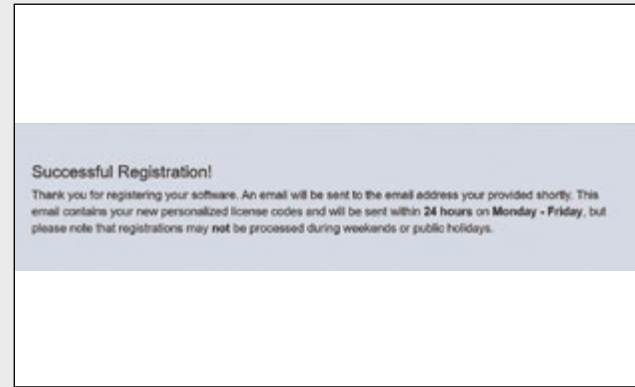 Successful Registration!
Thank you for registering your software. An email will be sent to the email address your provided shortly. This
email contains your new personalized license codes and will be sent within 24 hours on Monday - Friday, but
please note that registrations may not be processed during weekends or public holidays.